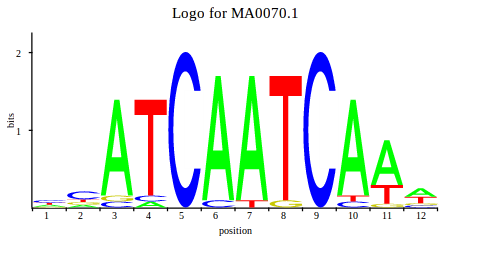 Logo for MA0070.1
2
bits
1
A T C A A T C A A A
1 2 3 4 5 6 7 8 9 10 11 12
position